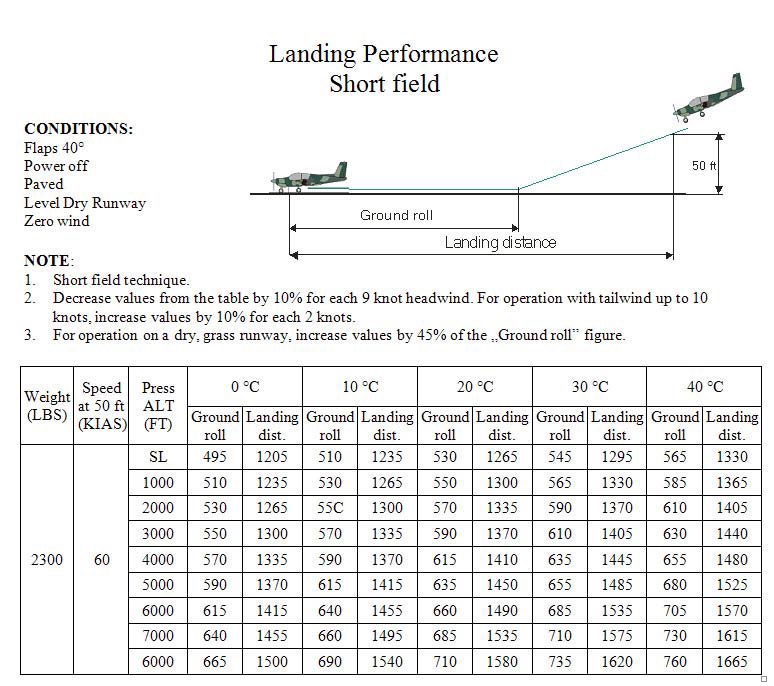 Landing Performance
Short field
CONDITIONS:
Flaps 40°
Power off
Paved
Level Dry Runway
Zero wind
50 ft
Ground roll
Landing distance
NOTE:
1. Short field technique.
2. Decrease values from the table by 10% for each 9 knot headwind. For operation with tailwind up to 10
knots, increase values by 10% for each 2 knots.
3. For operation on a dry, grass runway, increase values by 45% of the „Ground roll” figure.
Weight (LBS) Speed at 50 ft (KIAS) Press ALT (FT) 0 °C 10 °C 20 °C 30 °C 40 °C
Ground roll Landing dist. Ground roll Landing dist. Ground roll Landing dist. Ground roll Landing dist. Ground roll Landing dist.
SL 495 1205 510 1235 530 1265 545 1295 565 1330
1000 510 1235 530 1265 550 1300 565 1330 585 1365
2000 530 1265 55C 1300 570 1335 590 1370 610 1405
3000 550 1300 570 1335 590 1370 610 1405 630 1440
2300 60 4000 570 1335 590 1370 615 1410 635 1445 655 1480
5000 590 1370 615 1415 635 1450 655 1485 680 1525
6000 615 1415 640 1455 660 1490 685 1535 705 1570
7000 640 1455 660 1495 685 1535 710 1575 730 1615
6000 665 1500 690 1540 710 1580 735 1620 760 1665